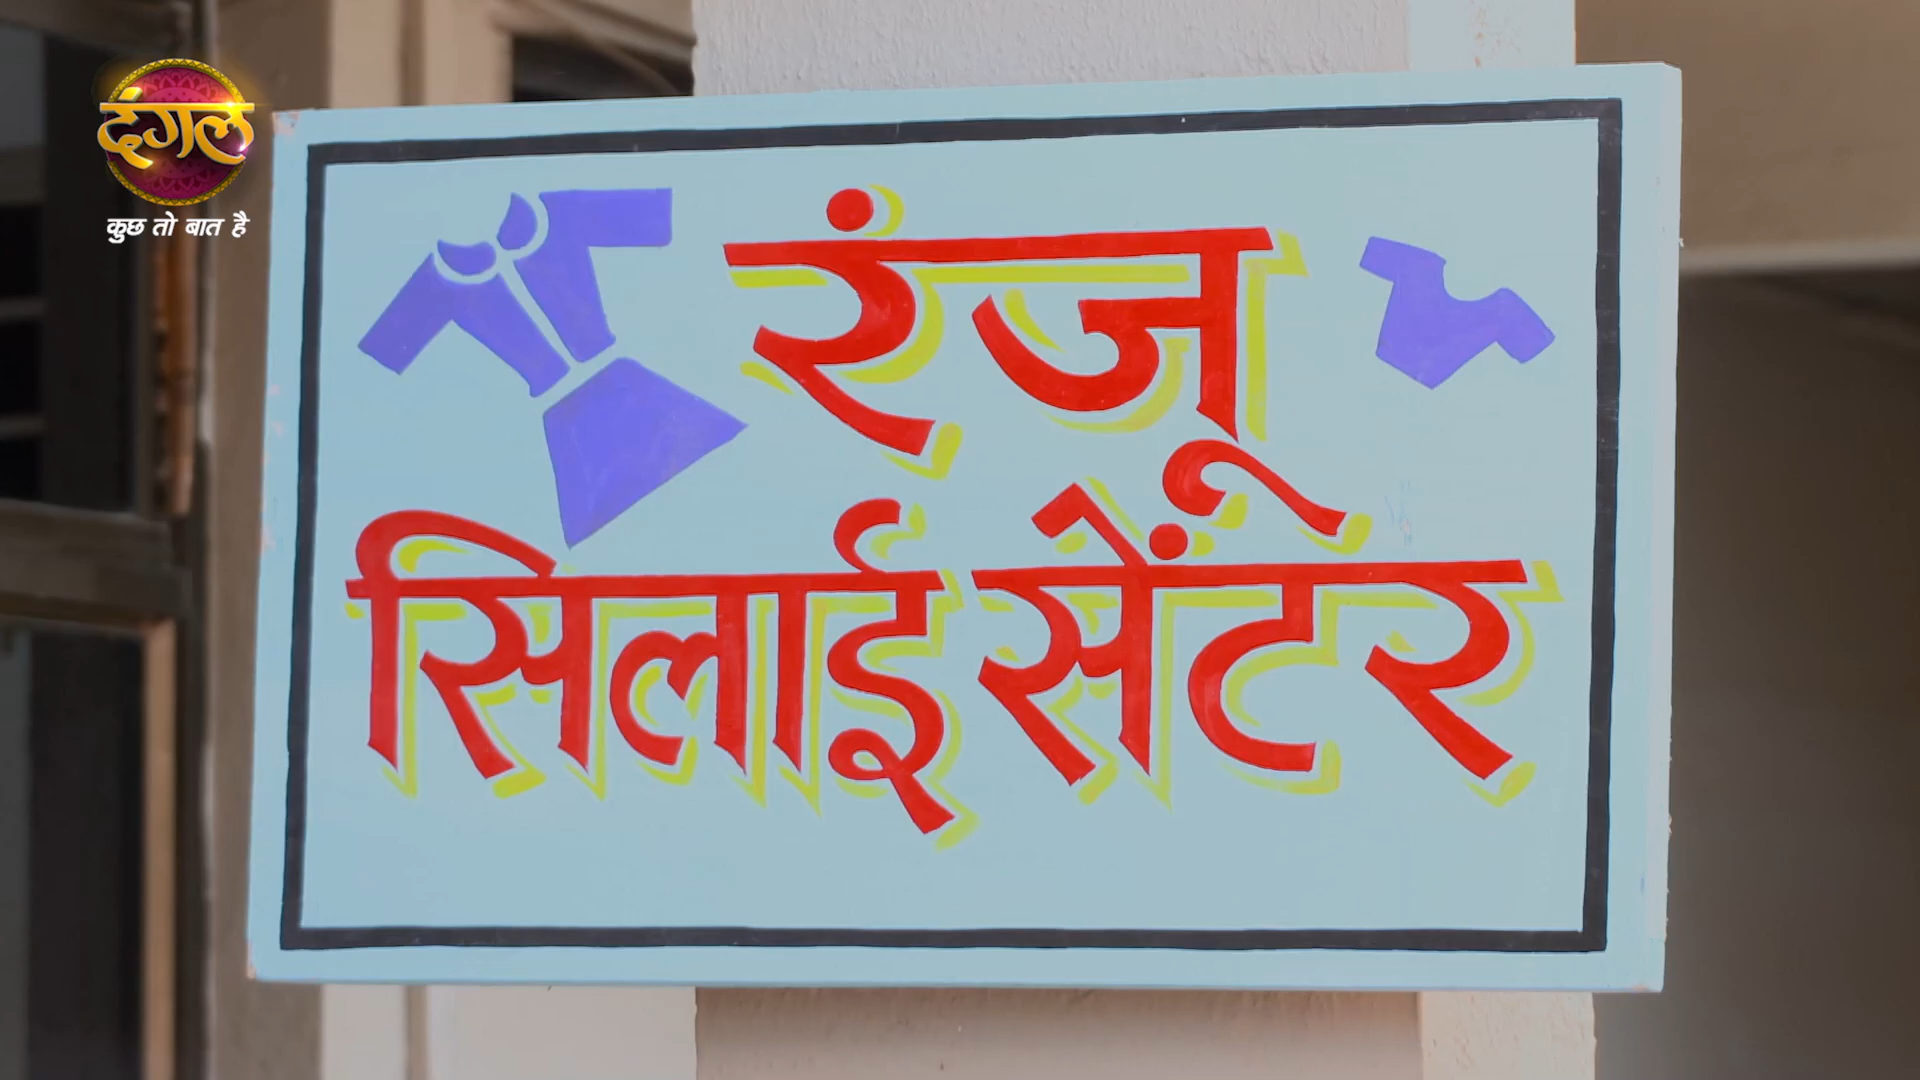 दंगल
कुछ तो बात है
रंजू
सिलाई सेंटर